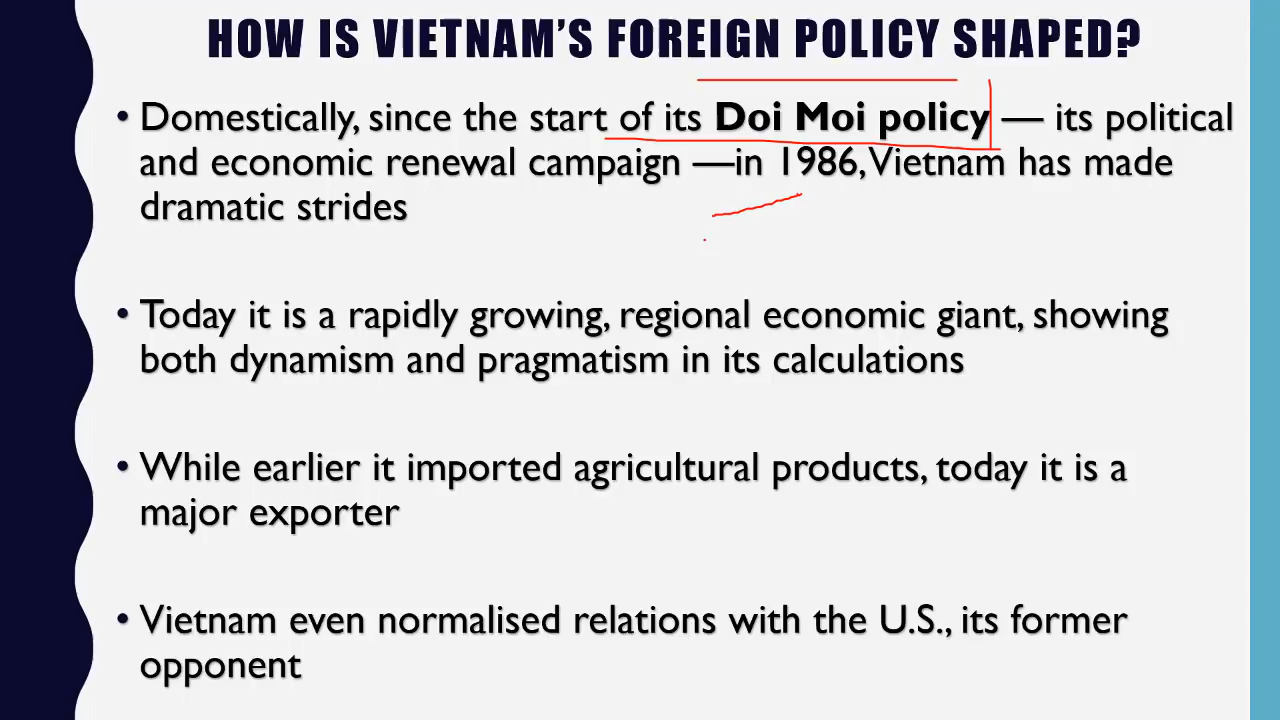 HOW IS VIETNAM'S FOREIGN POLICY SHAPED?
• Domestically, since the start of its Doi Moi policy — its political
and economic renewal campaign —in 1986, Vietnam has made
dramatic strides
• Today it is a rapidly growing, regional economic giant, showing
both dynamism and pragmatism in its calculations
• While earlier it imported agricultural products, today it is a
major exporter
• Vietnam even normalised relations with the U.S., its former
opponent